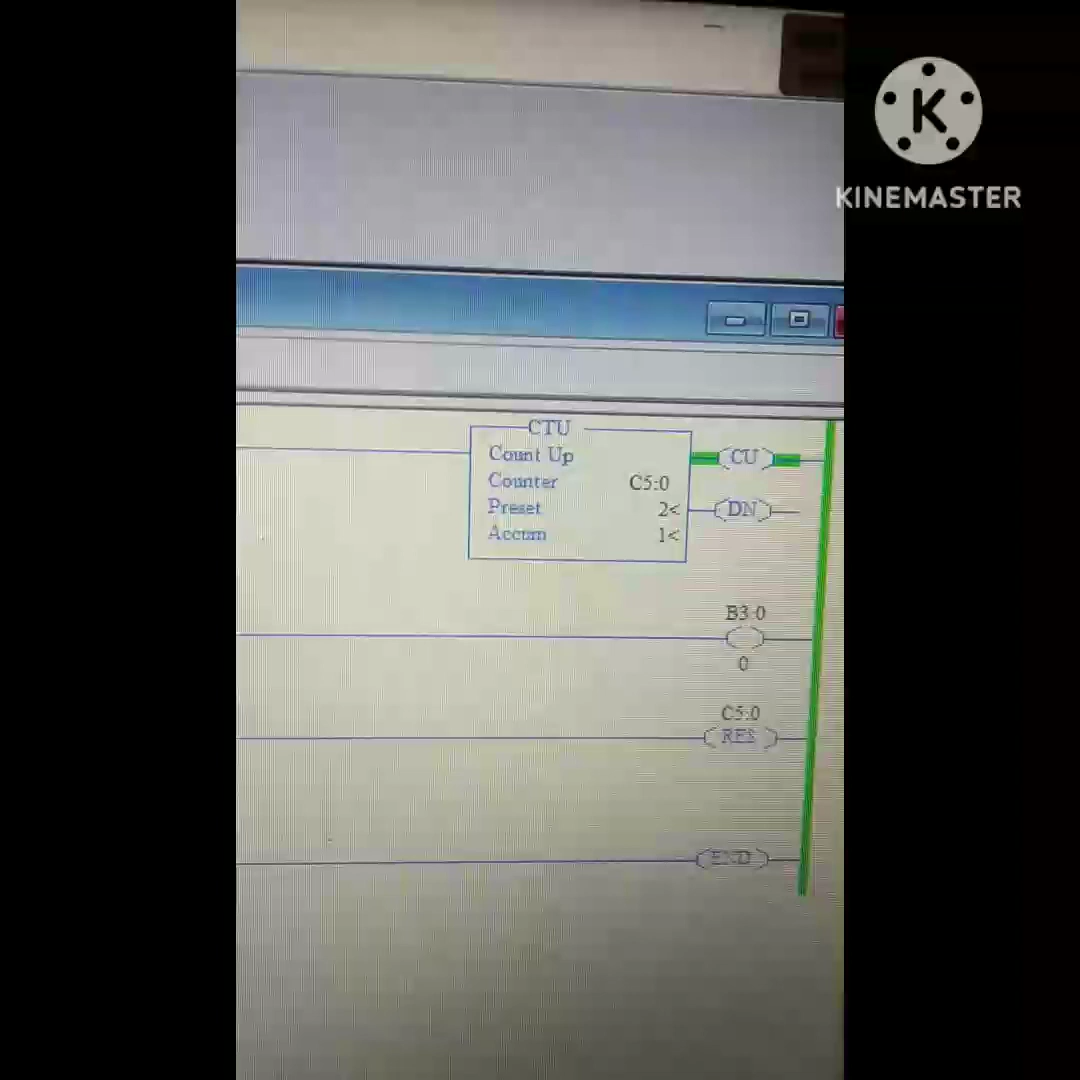 K
KINEMASTER
CTU
Count Up
CU
Counter C5:0
Preset 2<
DN
Accum 1<
B3:0
0
C5:0
RES
END